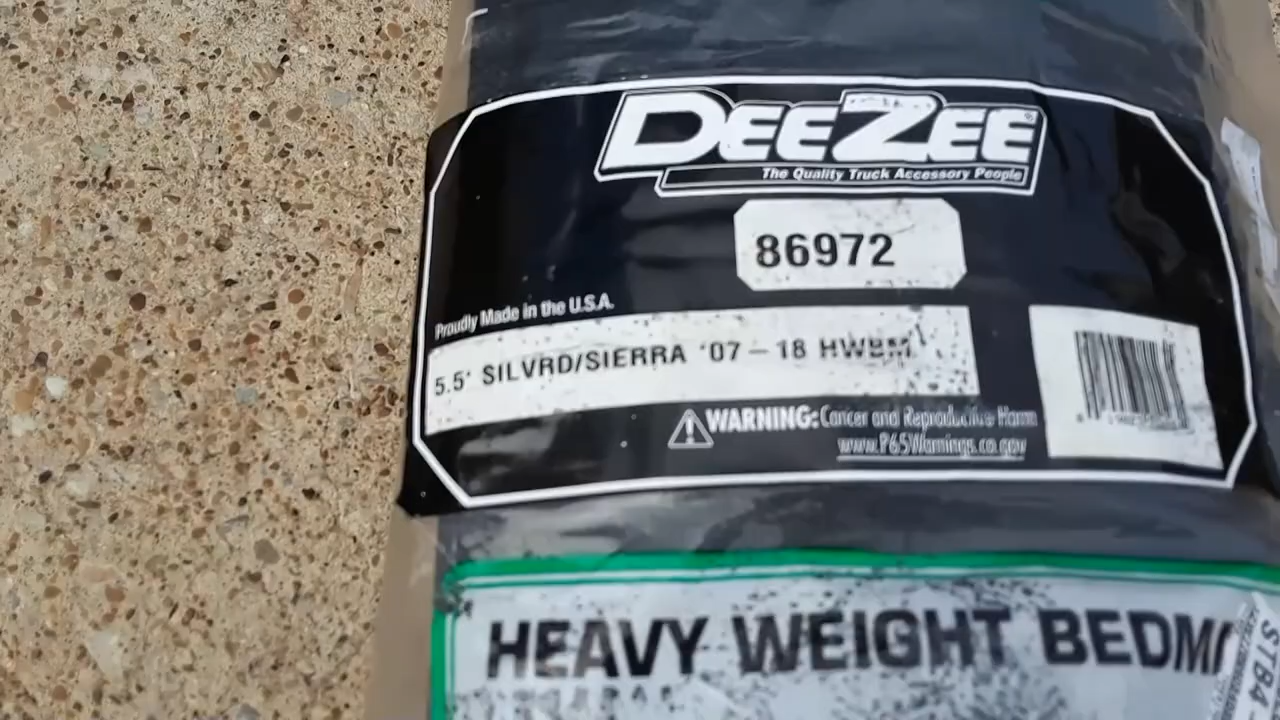 DEEZEE®
The Quality Truck Accessory People
86972
Proudly Made in the U.S.A.
5.5' SILVRD/SIERRA '07 – 18 HWBM
WARNING: Cancer and Reproductive Harm
www.P65Warnings.ca.gov
HEAVY WEIGHT BEDM
STB4